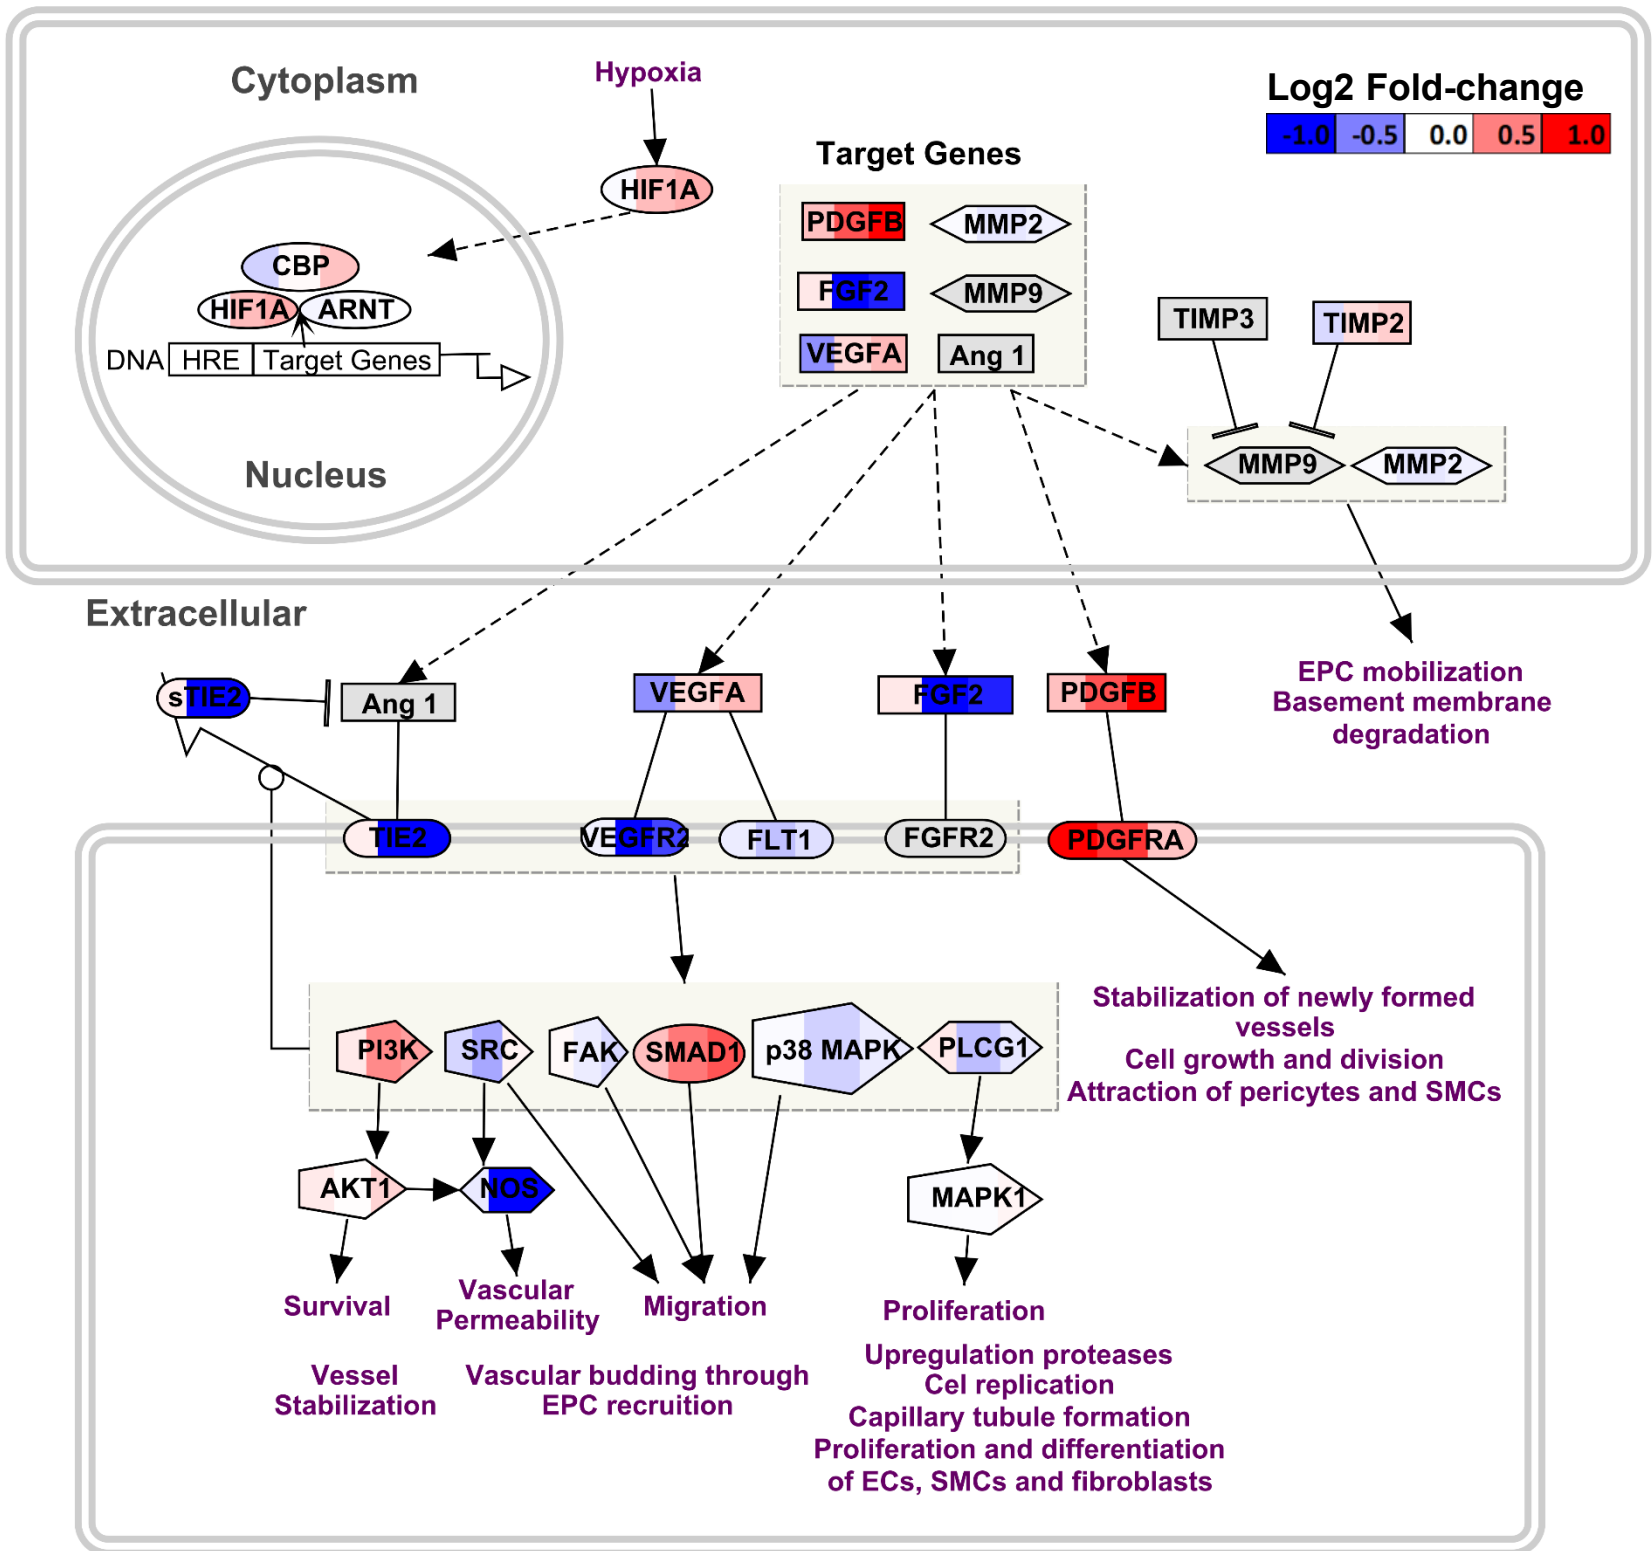 Cytoplasm
Hypoxia
Log2 Fold-change
-1.0 -0.5 0.0 0.5 1.0
HIF1A
Target Genes
PDGFB MMP2
FGF2 MMP9
VEGFA Ang 1
CBP
HIF1A ARNT
DNA HRE Target Genes
Nucleus
TIMP3 TIMP2
MMP9 MMP2
Extracellular
EPC mobilization
Basement membrane
degradation
sTIE2 Ang 1 VEGFA FGF2 PDGFB
TIE2 VEGFR2 FLT1 FGFR2 PDGFRA
Stabilization of newly formed
vessels
Cell growth and division
Attraction of pericytes and SMCs
PI3K SRC FAK SMAD1 p38 MAPK PLCG1
AKT1 NOS MAPK1
Survival
Vascular
Permeability
Migration
Proliferation
Vessel
Stabilization
Vascular budding through
EPC recruition
Upregulation proteases
Cel replication
Capillary tubule formation
Proliferation and differentiation
of ECs, SMCs and fibroblasts